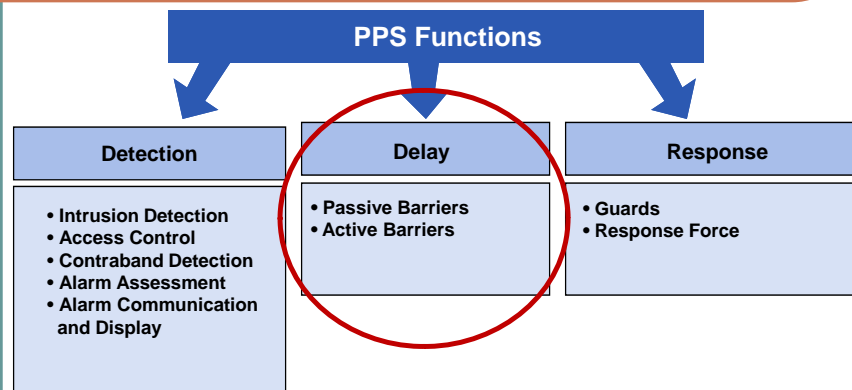 PPS Functions
Detection
• Intrusion Detection
• Access Control
• Contraband Detection
• Alarm Assessment
• Alarm Communication
and Display
Delay
• Passive Barriers
• Active Barriers
Response
• Guards
• Response Force